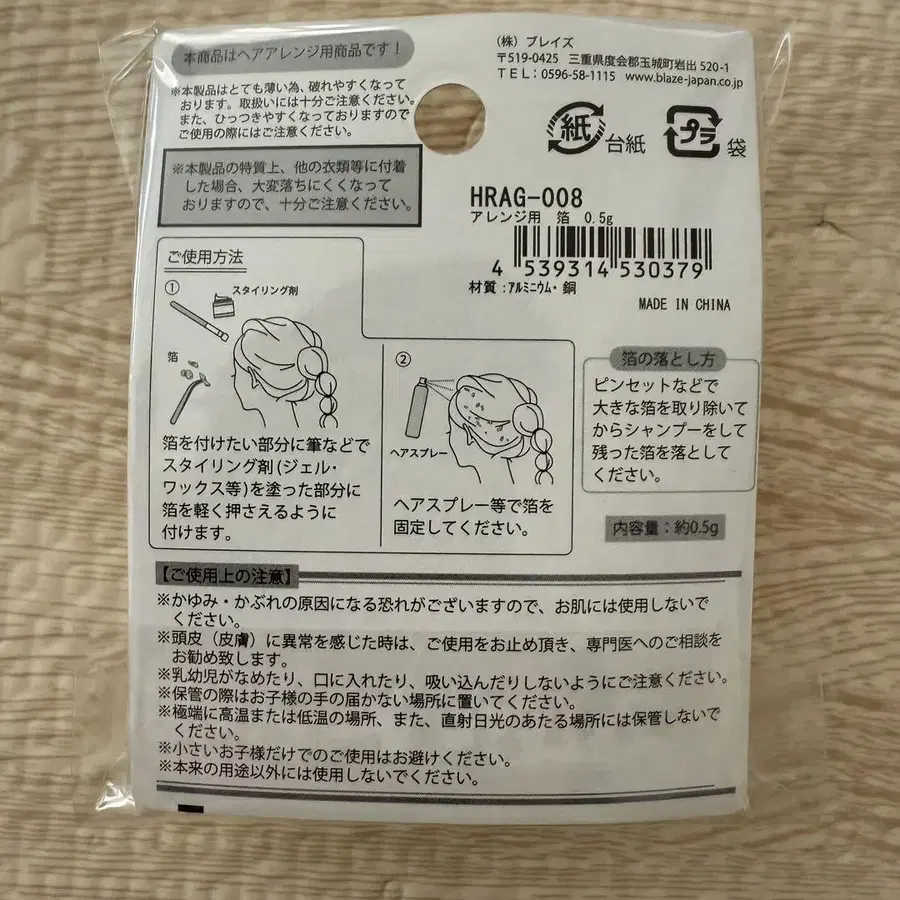 本商品はヘアアレンジ用商品です！
※本製品はとても薄い為、破れやすくなって
おります。取扱いには十分ご注意ください。
また、ひっつきやすくなっておりますので
ご使用の際にはご注意ください。
※本製品の特質上、他の衣類等に付着
した場合、大変落ちにくくなって
おりますので、十分ご注意ください。
(株) ブレイズ
〒519-0425 三重県度会郡玉城町岩出 520-1
TEL：0596-58-1115 www.blaze-japan.co.jp
紙 台紙 プラ 袋
HRAG-008
アレンジ用 箔 0.5g
4 539314 530379
材質：ｱﾙﾐﾆｳﾑ・銅
MADE IN CHINA
ご使用方法
① スタイリング剤
箔
箔を付けたい部分に筆などで
スタイリング剤(ジェル・
ワックス等)を塗った部分に
箔を軽く押さえるように
付けます。
②
ヘアスプレー
ヘアスプレー等で箔を
固定してください。
箔の落とし方
ピンセットなどで
大きな箔を取り除いて
からシャンプーをして
残った箔を落として
ください。
内容量：約0.5g
【ご使用上の注意】
※かゆみ・かぶれの原因になる恐れがございますので、お肌には使用しないで
ください。
※頭皮（皮膚）に異常を感じた時は、ご使用をお止め頂き、専門医へのご相談を
お勧め致します。
※乳幼児がなめたり、口に入れたり、吸い込んだりしないようにご注意ください。
※保管の際はお子様の手の届かない場所に置いてください。
※極端に高温または低温の場所、また、直射日光のあたる場所には保管しないで
ください。
※小さいお子様だけでのご使用はお避けください。
※本来の用途以外には使用しないでください。